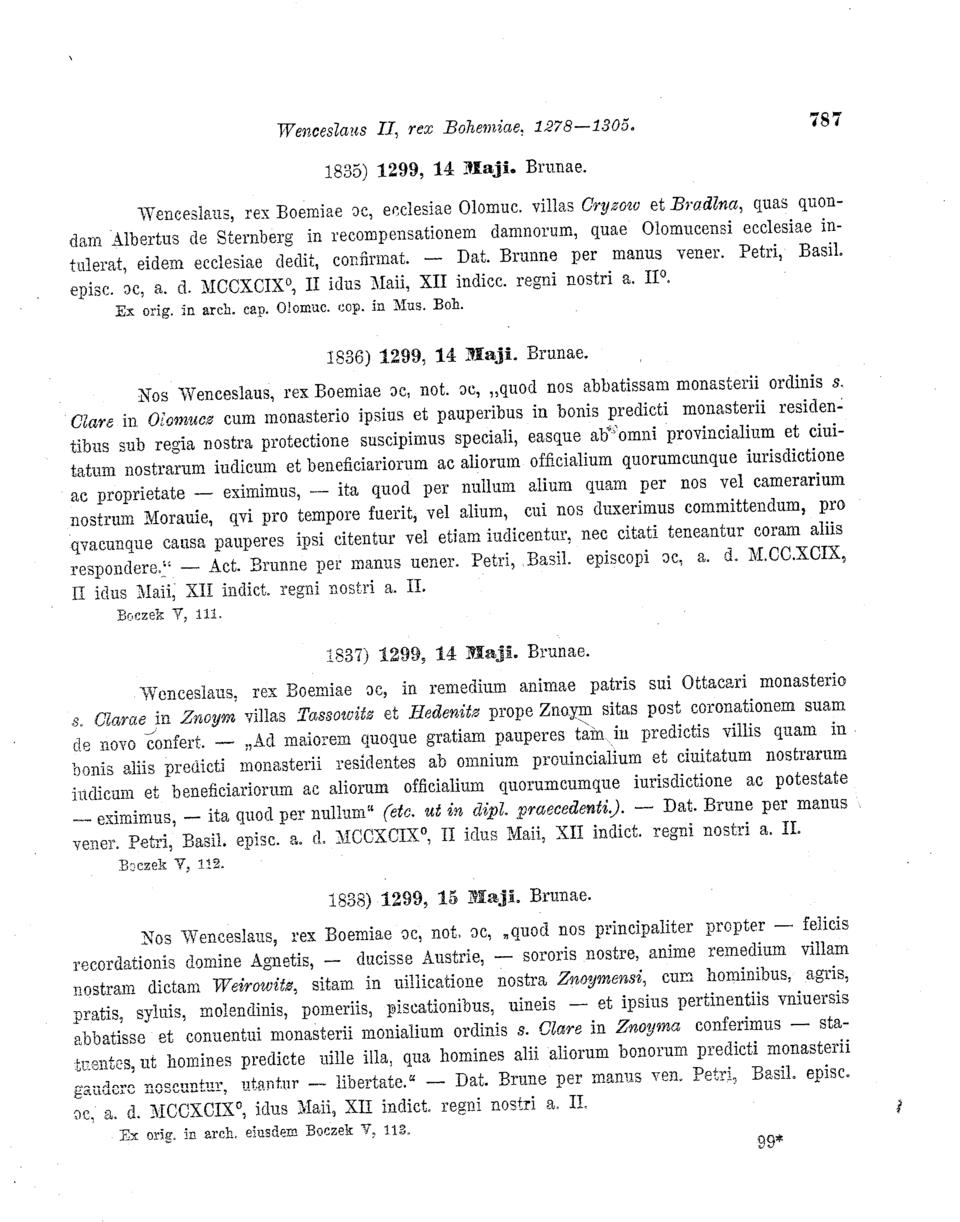 Wenceslaus II, rex Bohemiae, 1278—1305.
787
1835) 1299, 14 Maji. Brunae.
Wenceslaus, rex Boemiae ɔc, ecclesiae Olomuc. villas Cryzow et Bradlna, quas quon-
dam Albertus de Sternberg in recompensationem damnorum, quae Olomucensi ecclesiae in-
tulerat, eidem ecclesiae dedit, confirmat. — Dat. Brunne per manus vener. Petri, Basil.
episc. ɔc, a. d. MCCXCIX⁰, II idus Maii, XII indicc. regni nostri a. II⁰.
Ex orig. in arch. cap. Olomuc. cop. in Mus. Boh.
1836) 1299, 14 Maji. Brunae.
Nos Wenceslaus, rex Boemiae ɔc, not. ɔc, „quod nos abbatissam monasterii ordinis s.
Clare in Olomucz cum monasterio ipsius et pauperibus in bonis predicti monasterii residen-
tibus sub regia nostra protectione suscipimus speciali, easque ab omni provincialium et ciui-
tatum nostrarum iudicum et beneficiariorum ac aliorum officialium quorumcunque iurisdictione
ac proprietate — eximimus, — ita quod per nullum alium quam per nos vel camerarium
nostrum Morauie, qvi pro tempore fuerit, vel alium, cui nos duxerimus committendum, pro
qvacunque causa pauperes ipsi citentur vel etiam iudicentur, nec citati teneantur coram aliis
respondere.“ — Act. Brunne per manus uener. Petri, Basil. episcopi ɔc, a. d. M.CC.XCIX,
II idus Maii, XII indict. regni nostri a. II.
Boczek V, 111.
1837) 1299, 14 Maji. Brunae.
Wenceslaus, rex Boemiae ɔc, in remedium animae patris sui Ottacari monasterio
s. Clarae in Znoym villas Tassowitz et Hedenitz prope Znoym sitas post coronationem suam
de novo confert. — „Ad maiorem quoque gratiam pauperes tam in predictis villis quam in
bonis aliis predicti monasterii residentes ab omnium prouincialium et ciuitatum nostrarum
iudicum et beneficiariorum ac aliorum officialium quorumcumque iurisdictione ac potestate
— eximimus, — ita quod per nullum“ (etc. ut in dipl. praecedenti.). — Dat. Brune per manus
vener. Petri, Basil. episc. a. d. MCCXCIX⁰, II idus Maii, XII indict. regni nostri a. II.
Boczek V, 112.
1838) 1299, 15 Maji. Brunae.
Nos Wenceslaus, rex Boemiae ɔc, not. ɔc, „quod nos principaliter propter — felicis
recordationis domine Agnetis, — ducisse Austrie, — sororis nostre, anime remedium villam
nostram dictam Weirowitz, sitam in uillicatione nostra Znoymensi, cum hominibus, agris,
pratis, syluis, molendinis, pomeriis, piscationibus, uineis — et ipsius pertinentiis vniuersis
abbatisse et conuentui monasterii monialium ordinis s. Clare in Znoyma conferimus — sta-
tuentes, ut homines predicte uille illa, qua homines alii aliorum bonorum predicti monasterii
gaudere noscuntur, utantur — libertate.“ — Dat. Brune per manus ven. Petri, Basil. episc.
ɔc, a. d. MCCXCIX⁰, idus Maii, XII indict. regni nostri a. II.
Ex orig. in arch. eiusdem Boczek V, 113.
99*